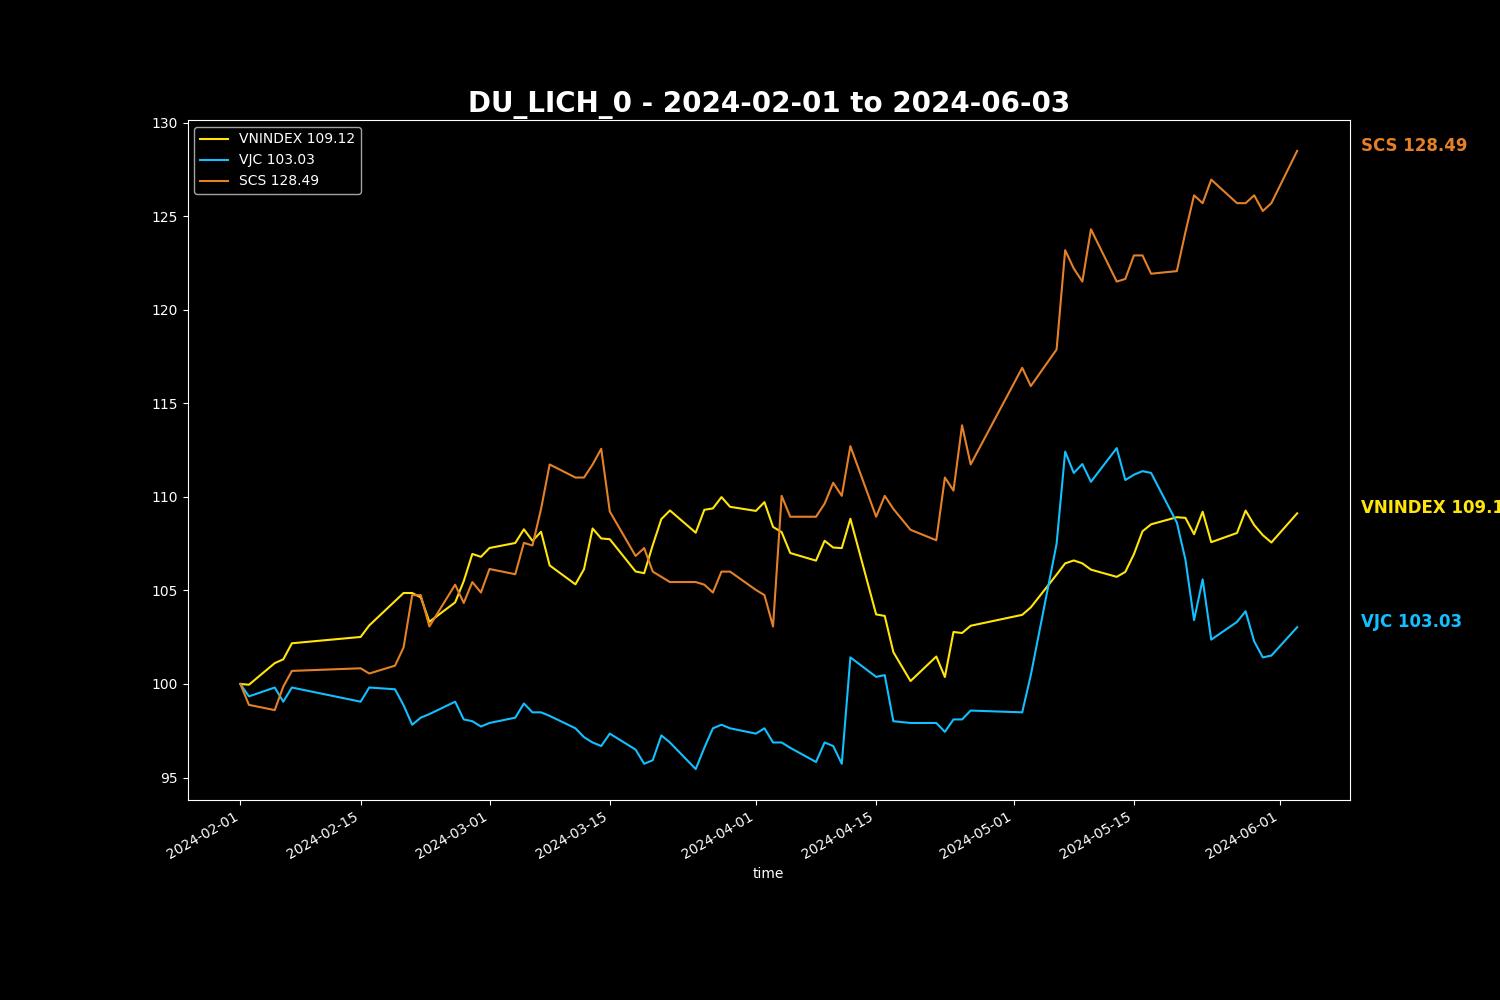 DU_LICH_0 - 2024-02-01 to 2024-06-03
130
125
120
115
110
105
100
95
VNINDEX 109.12
VJC 103.03
SCS 128.49
SCS 128.49
VNINDEX 109.1
VJC 103.03
2024-02-01
2024-02-15
2024-03-01
2024-03-15
2024-04-01
2024-04-15
2024-05-01
2024-05-15
2024-06-01
time